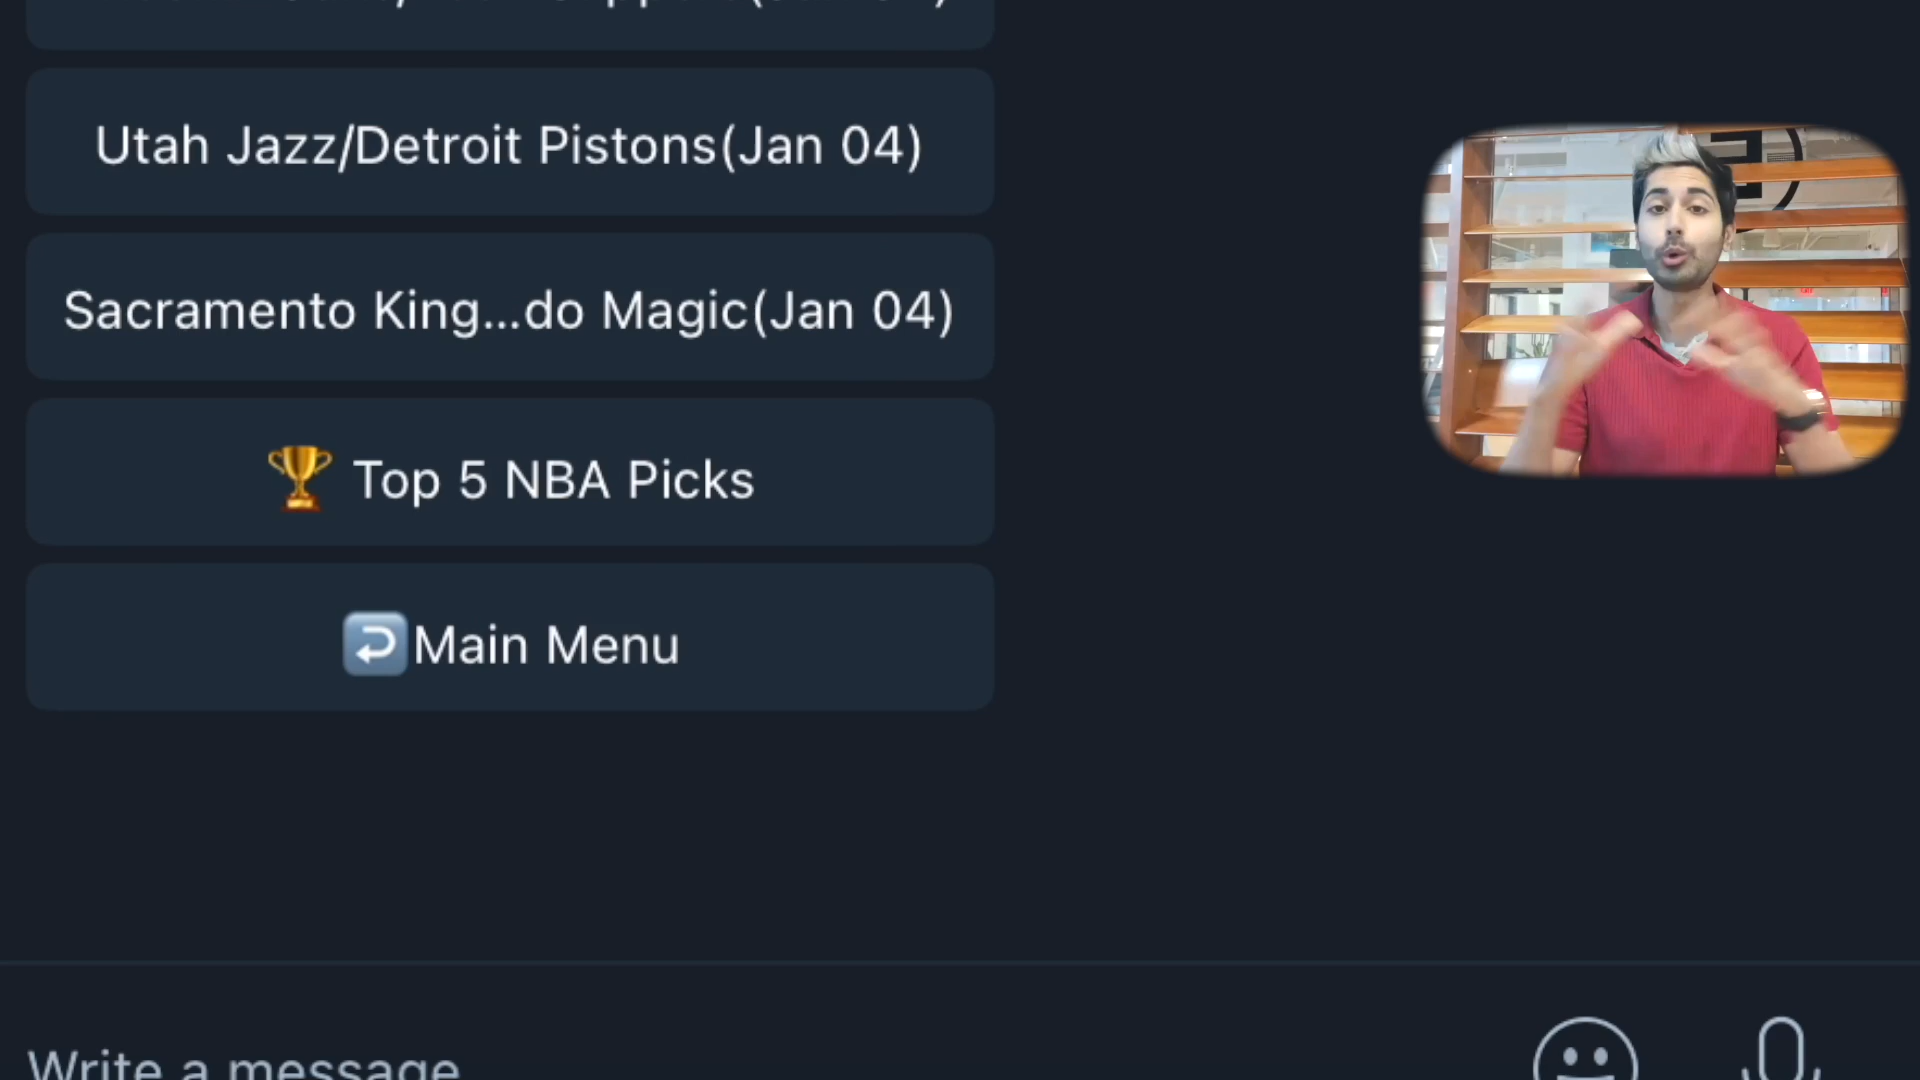 Utah Jazz/Detroit Pistons(Jan 04)
Sacramento King...do Magic(Jan 04)
🏆 Top 5 NBA Picks
↩️Main Menu
Write a message